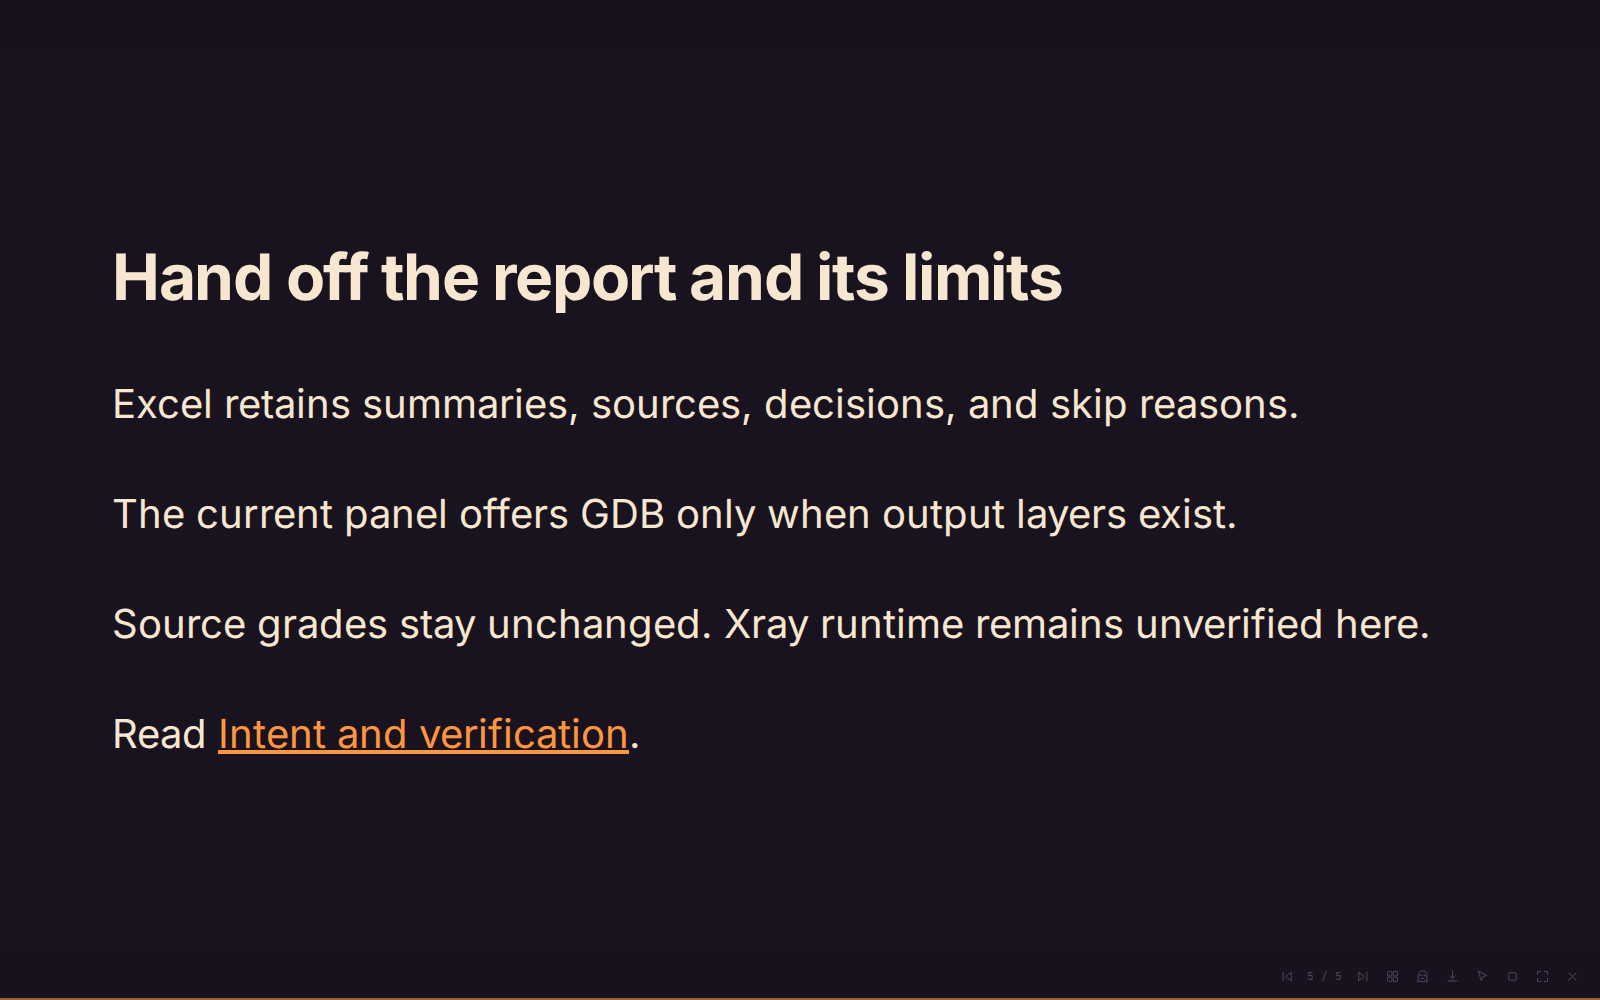 Hand off the report and its limits
Excel retains summaries, sources, decisions, and skip reasons.
The current panel offers GDB only when output layers exist.
Source grades stay unchanged. Xray runtime remains unverified here.
Read Intent and verification.
5 / 5